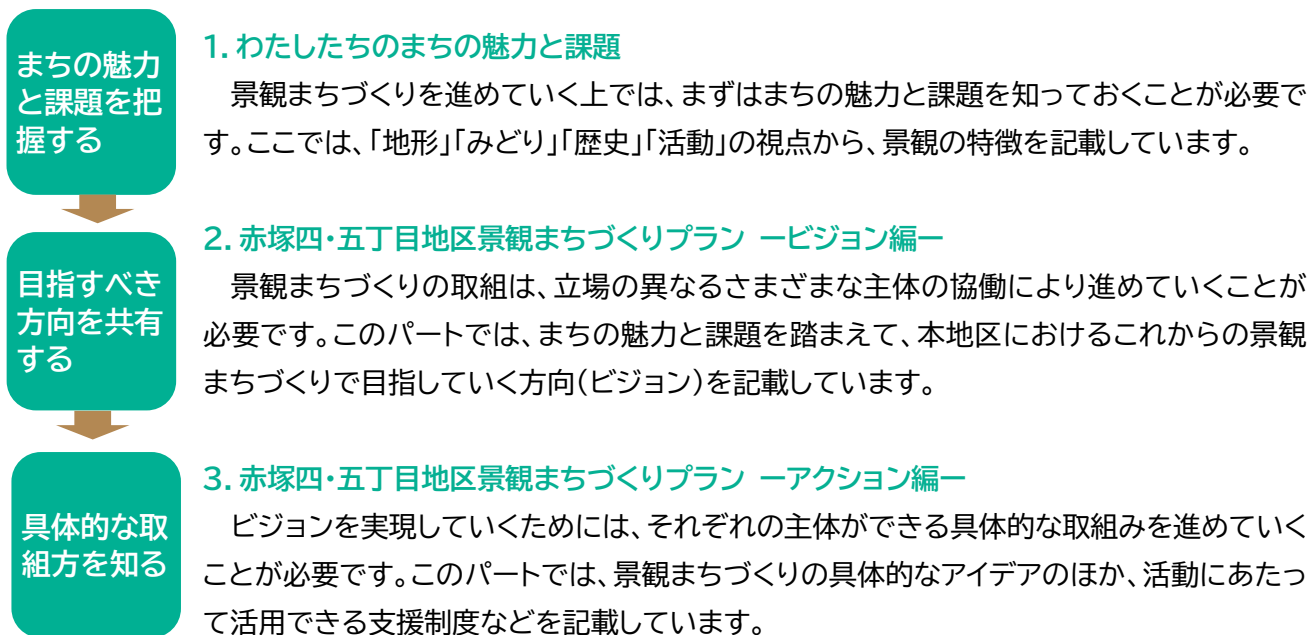 まちの魅力
と課題を把
握する
1. わたしたちのまちの魅力と課題
景観まちづくりを進めていく上では、まずはまちの魅力と課題を知っておくことが必要で
す。ここでは、「地形」「みどり」「歴史」「活動」の視点から、景観の特徴を記載しています。
目指すべき
方向を共有
する
2. 赤塚四・五丁目地区景観まちづくりプラン ービジョン編ー
景観まちづくりの取組は、立場の異なるさまざまな主体の協働により進めていくことが
必要です。このパートでは、まちの魅力と課題を踏まえて、本地区におけるこれからの景観
まちづくりで目指していく方向(ビジョン)を記載しています。
具体的な取
組方を知る
3. 赤塚四・五丁目地区景観まちづくりプラン ーアクション編ー
ビジョンを実現していくためには、それぞれの主体ができる具体的な取組みを進めていく
ことが必要です。このパートでは、景観まちづくりの具体的なアイデアのほか、活動にあたっ
て活用できる支援制度などを記載しています。